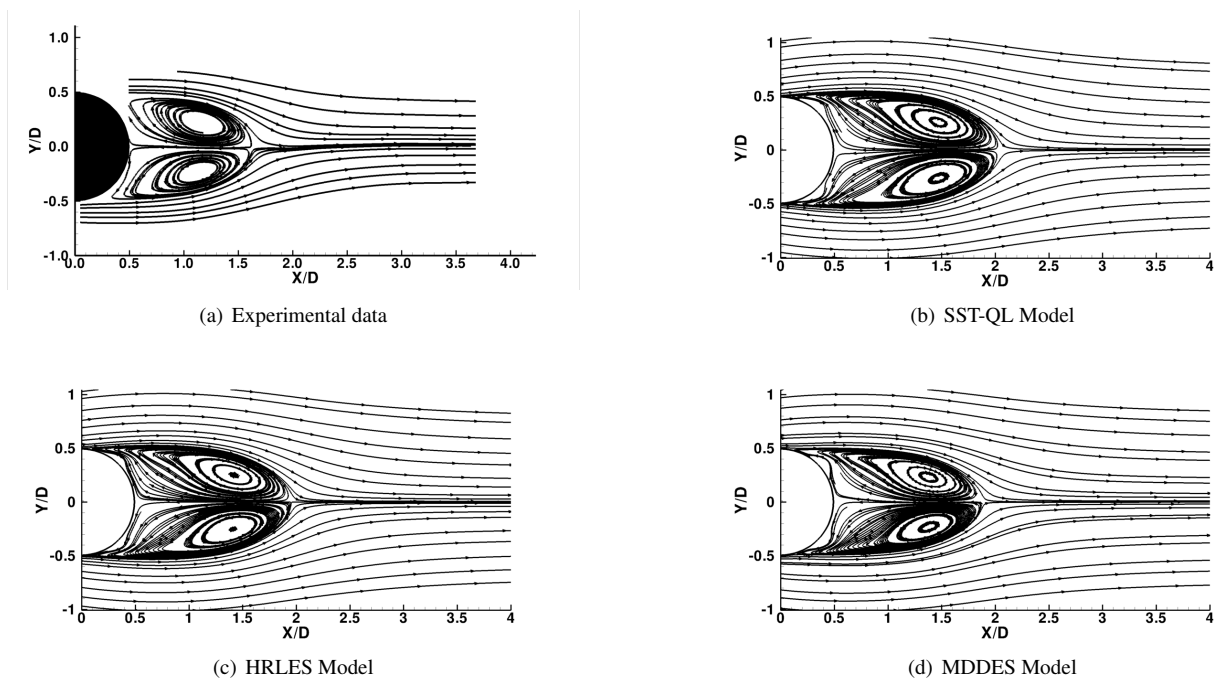 1.0
0.5
0.0
-0.5
-1.0
Y/D
0.0 0.5 1.0 1.5 2.0 2.5 3.0 3.5 4.0
X/D
(a) Experimental data
1
0.5
0
-0.5
-1
Y/D
0 0.5 1 1.5 2 2.5 3 3.5 4
X/D
(b) SST-QL Model
1
0.5
0
-0.5
-1
Y/D
0 0.5 1 1.5 2 2.5 3 3.5 4
X/D
(c) HRLES Model
1
0.5
0
-0.5
-1
Y/D
0 0.5 1 1.5 2 2.5 3 3.5 4
X/D
(d) MDDES Model